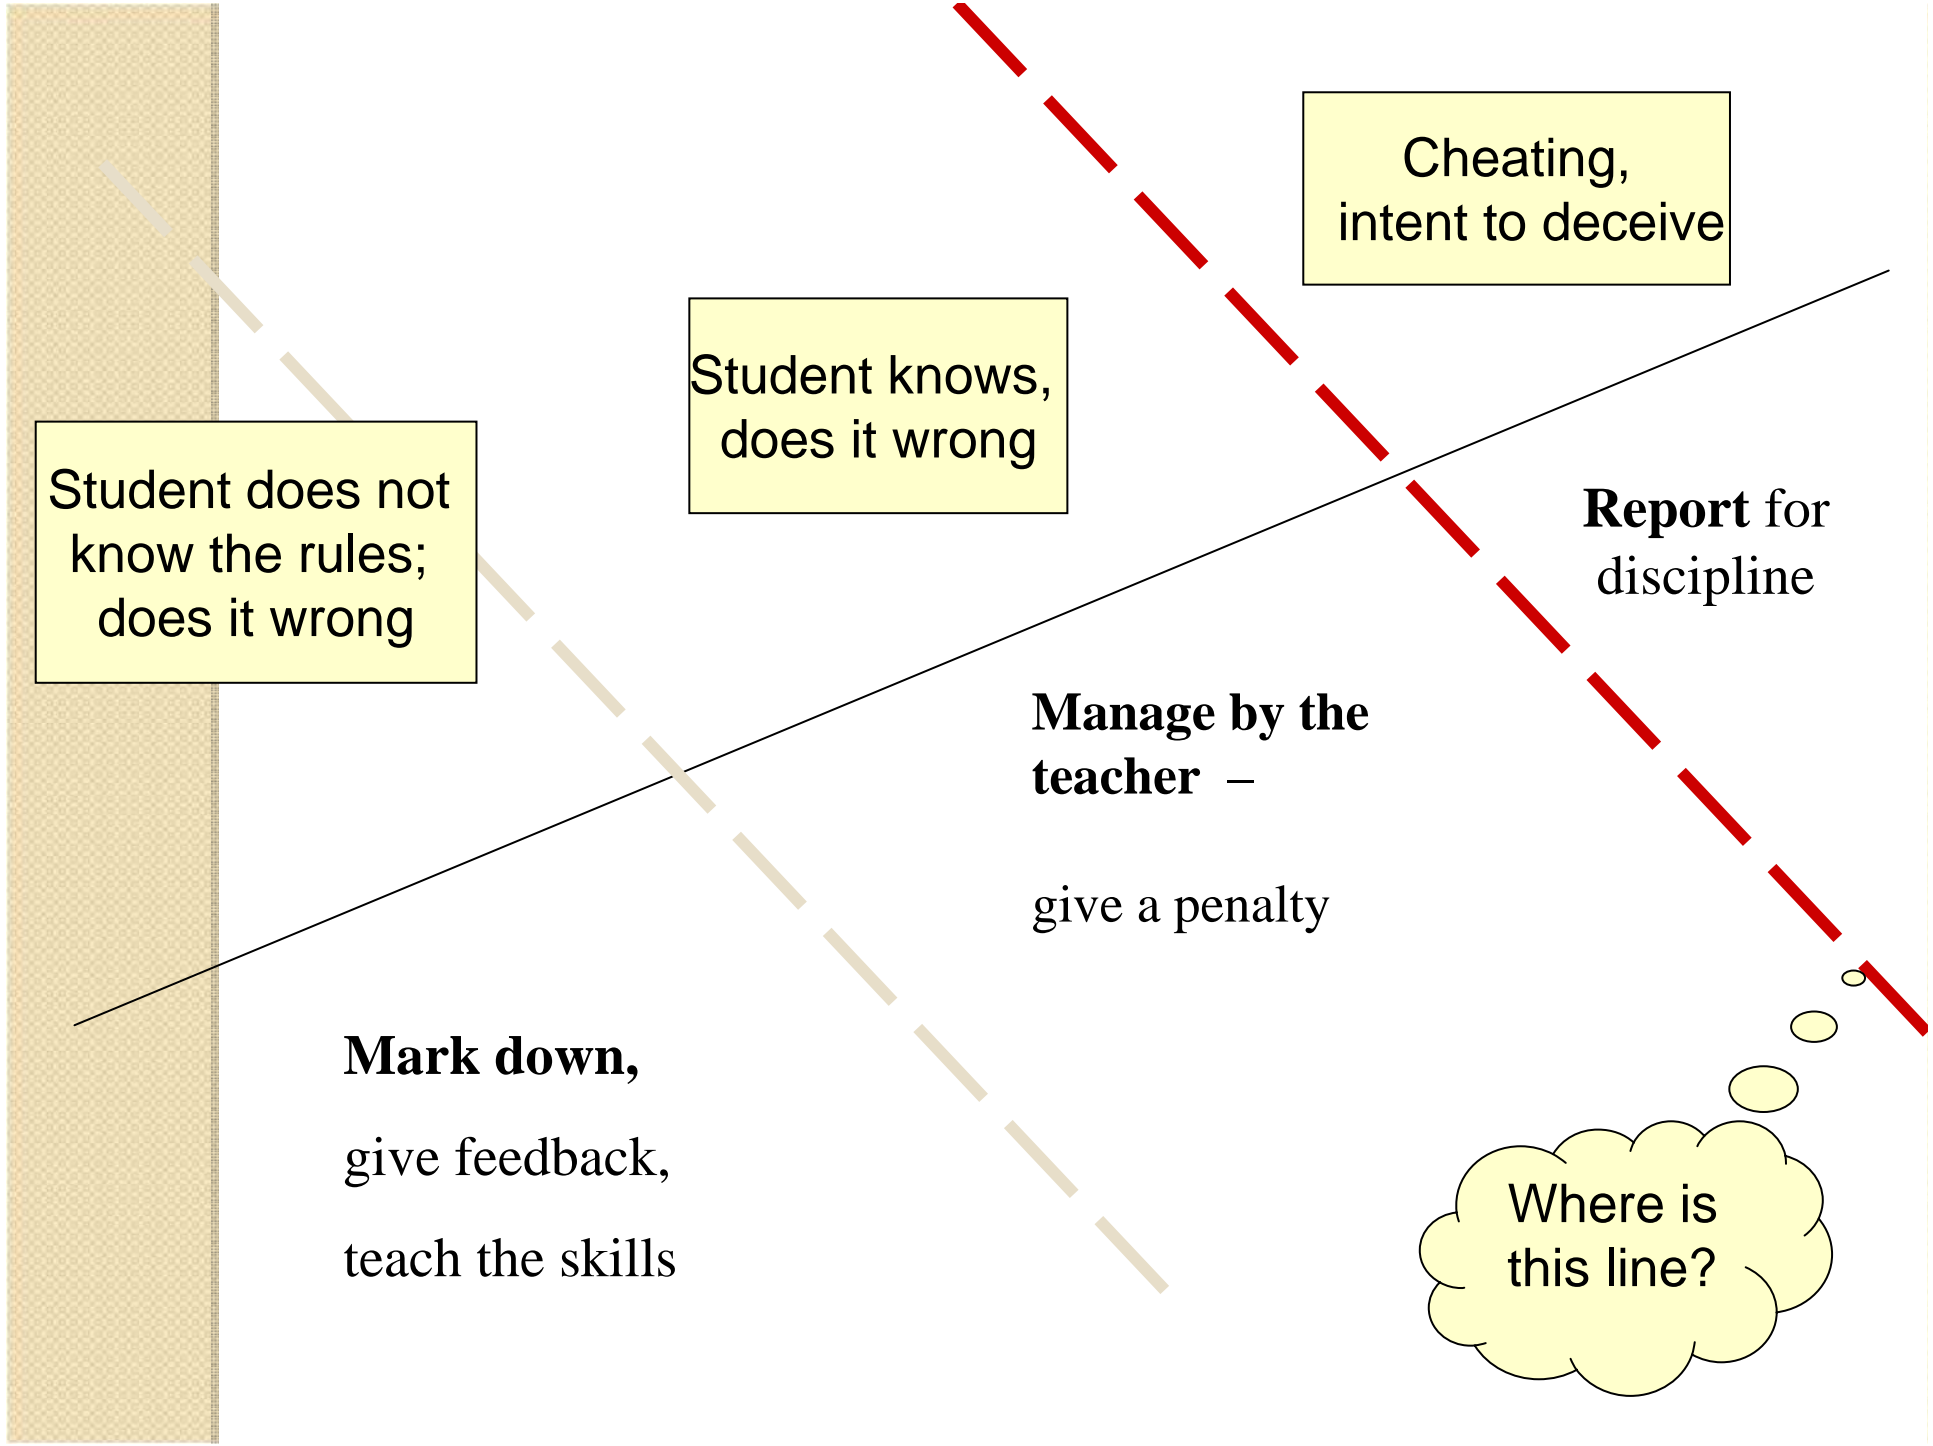 Cheating,
intent to deceive
Student knows,
does it wrong
Student does not
know the rules;
does it wrong
Report for
discipline
Manage by the
teacher –
give a penalty
Mark down,
give feedback,
teach the skills
Where is
this line?